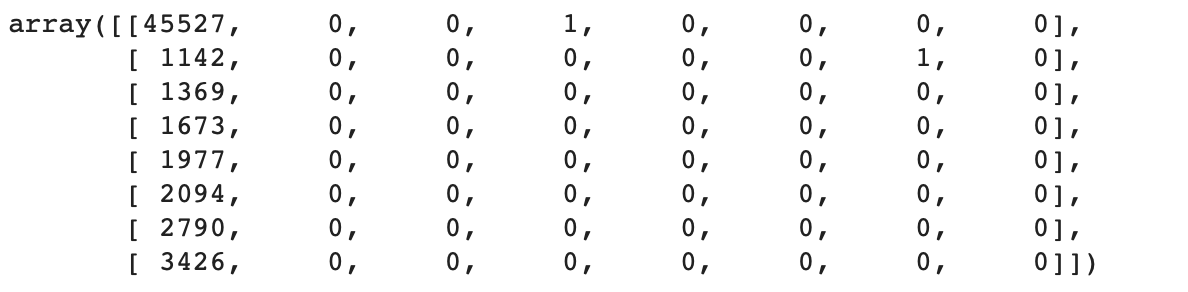 array([[45527,     0,     0,     1,     0,     0,     0,     0],
       [ 1142,     0,     0,     0,     0,     0,     1,     0],
       [ 1369,     0,     0,     0,     0,     0,     0,     0],
       [ 1673,     0,     0,     0,     0,     0,     0,     0],
       [ 1977,     0,     0,     0,     0,     0,     0,     0],
       [ 2094,     0,     0,     0,     0,     0,     0,     0],
       [ 2790,     0,     0,     0,     0,     0,     0,     0],
       [ 3426,     0,     0,     0,     0,     0,     0,     0]])